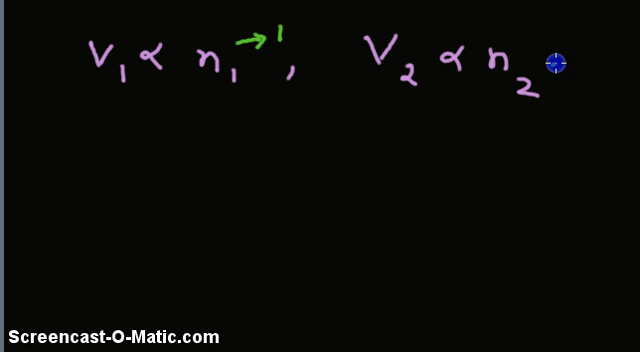 V₁ ∝ n₁ → 1 , V₂ ∝ n₂
Screencast-O-Matic.com